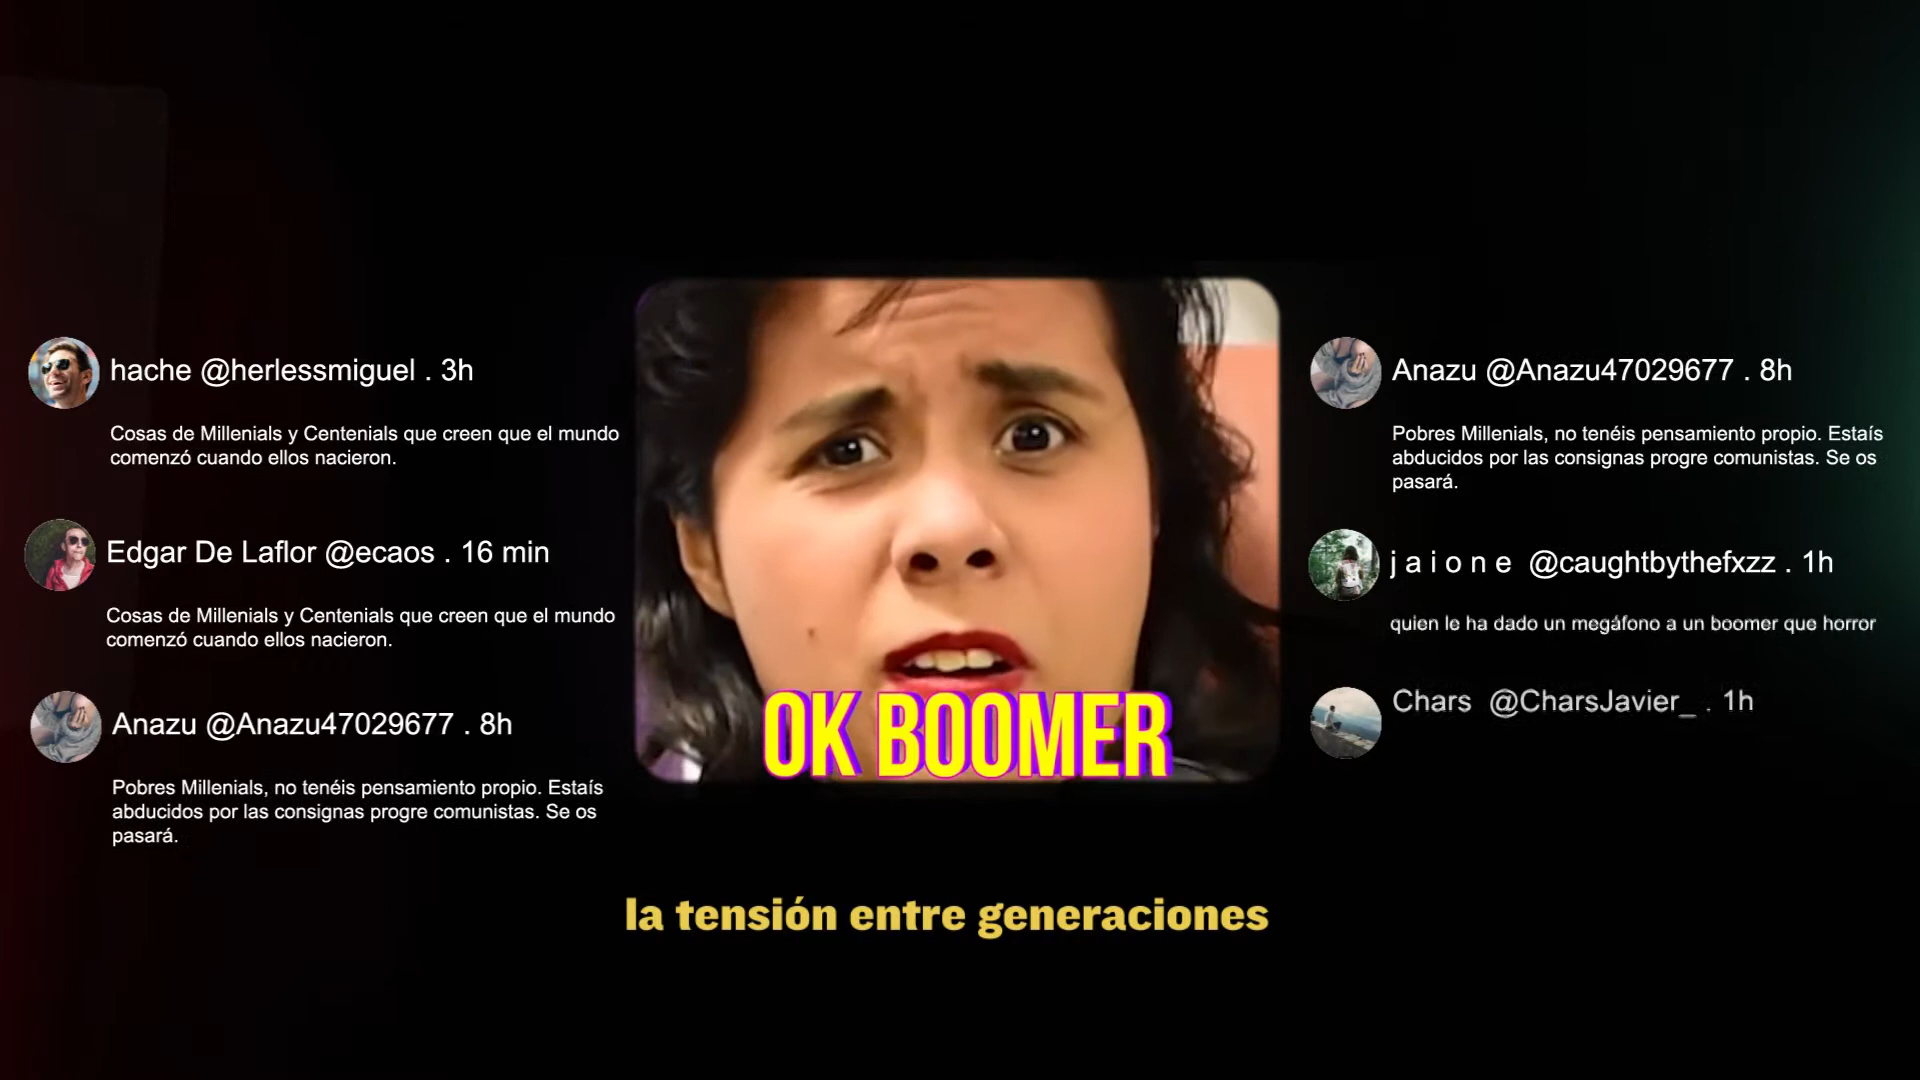 hache @herlessmiguel . 3h
Cosas de Millenials y Centenials que creen que el mundo
comenzó cuando ellos nacieron.
Edgar De Laflor @ecaos . 16 min
Cosas de Millenials y Centenials que creen que el mundo
comenzó cuando ellos nacieron.
Anazu @Anazu47029677 . 8h
Pobres Millenials, no tenéis pensamiento propio. Estaís
abducidos por las consignas progre comunistas. Se os
pasará.
OK BOOMER
Anazu @Anazu47029677 . 8h
Pobres Millenials, no tenéis pensamiento propio. Estaís
abducidos por las consignas progre comunistas. Se os
pasará.
j a i o n e @caughtbythefxzz . 1h
quien le ha dado un megáfono a un boomer que horror
Chars @CharsJavier_ . 1h
la tensión entre generaciones